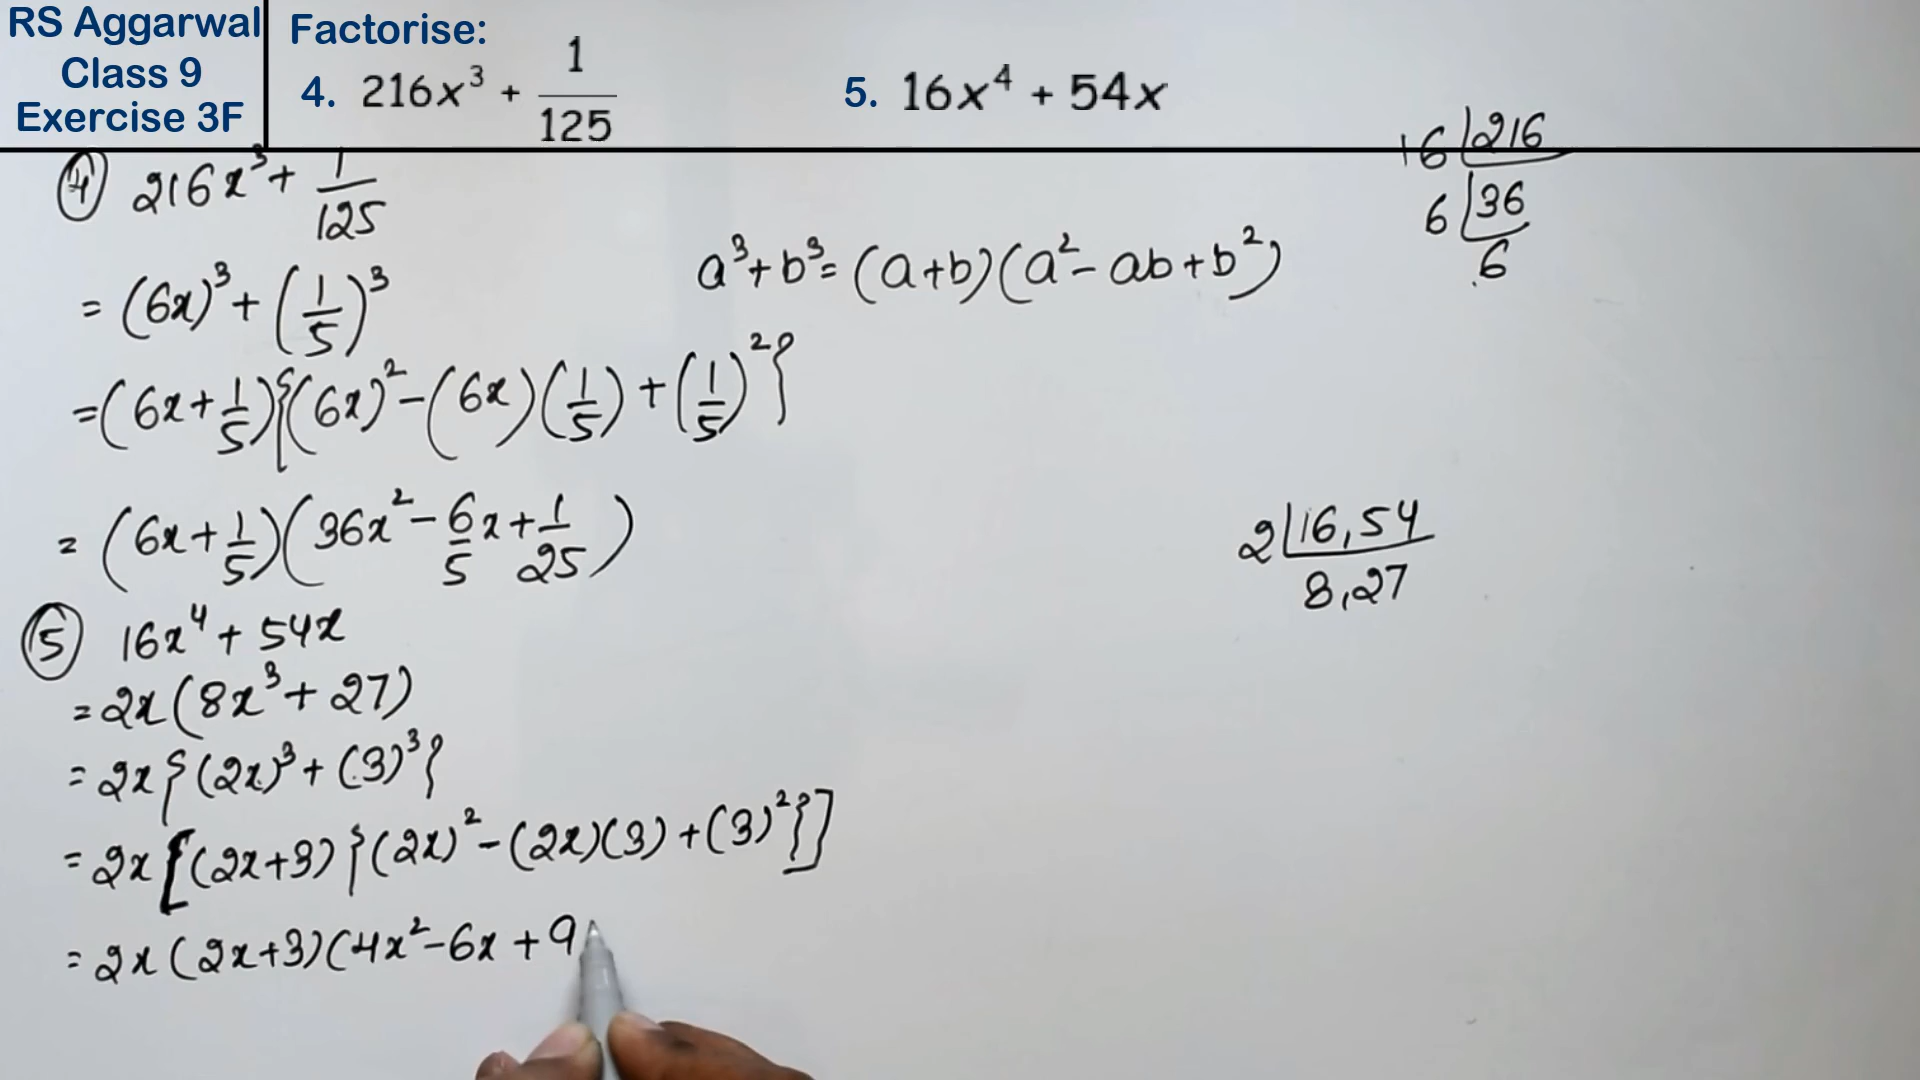 RS Aggarwal
Class 9
Exercise 3F
Factorise:
4. 216x³ + 1/125
5. 16x⁴ + 54x
④ 216x³ + 1/125
= (6x)³ + (1/5)³
a³ + b³ = (a+b)(a² - ab + b²)
= (6x + 1/5){(6x)² - (6x)(1/5) + (1/5)²}
= (6x + 1/5)(36x² - 6/5 x + 1/25)
6 | 216
6 | 36
6
⑤ 16x⁴ + 54x
= 2x(8x³ + 27)
= 2x{(2x)³ + (3)³}
= 2x[(2x+3){(2x)² - (2x)(3) + (3)²}]
= 2x(2x+3)(4x² - 6x + 9
2 | 16, 54
8, 27